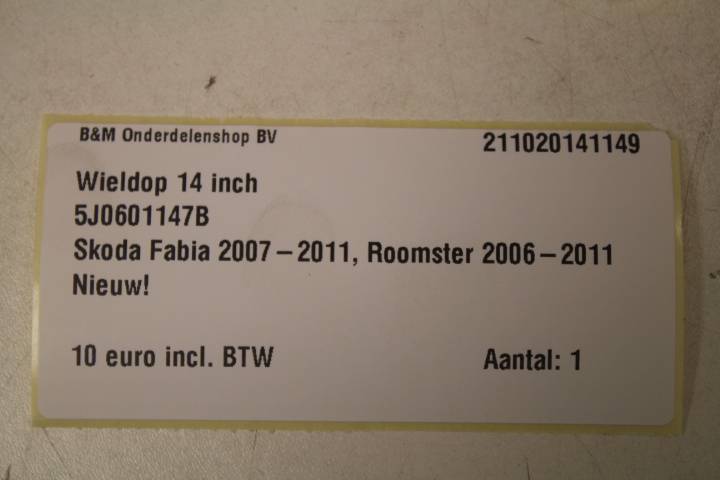 B&M Onderdelenshop BV
211020141149
Wieldop 14 inch
5J0601147B
Skoda Fabia 2007 – 2011, Roomster 2006 – 2011
Nieuw!
10 euro incl. BTW
Aantal: 1